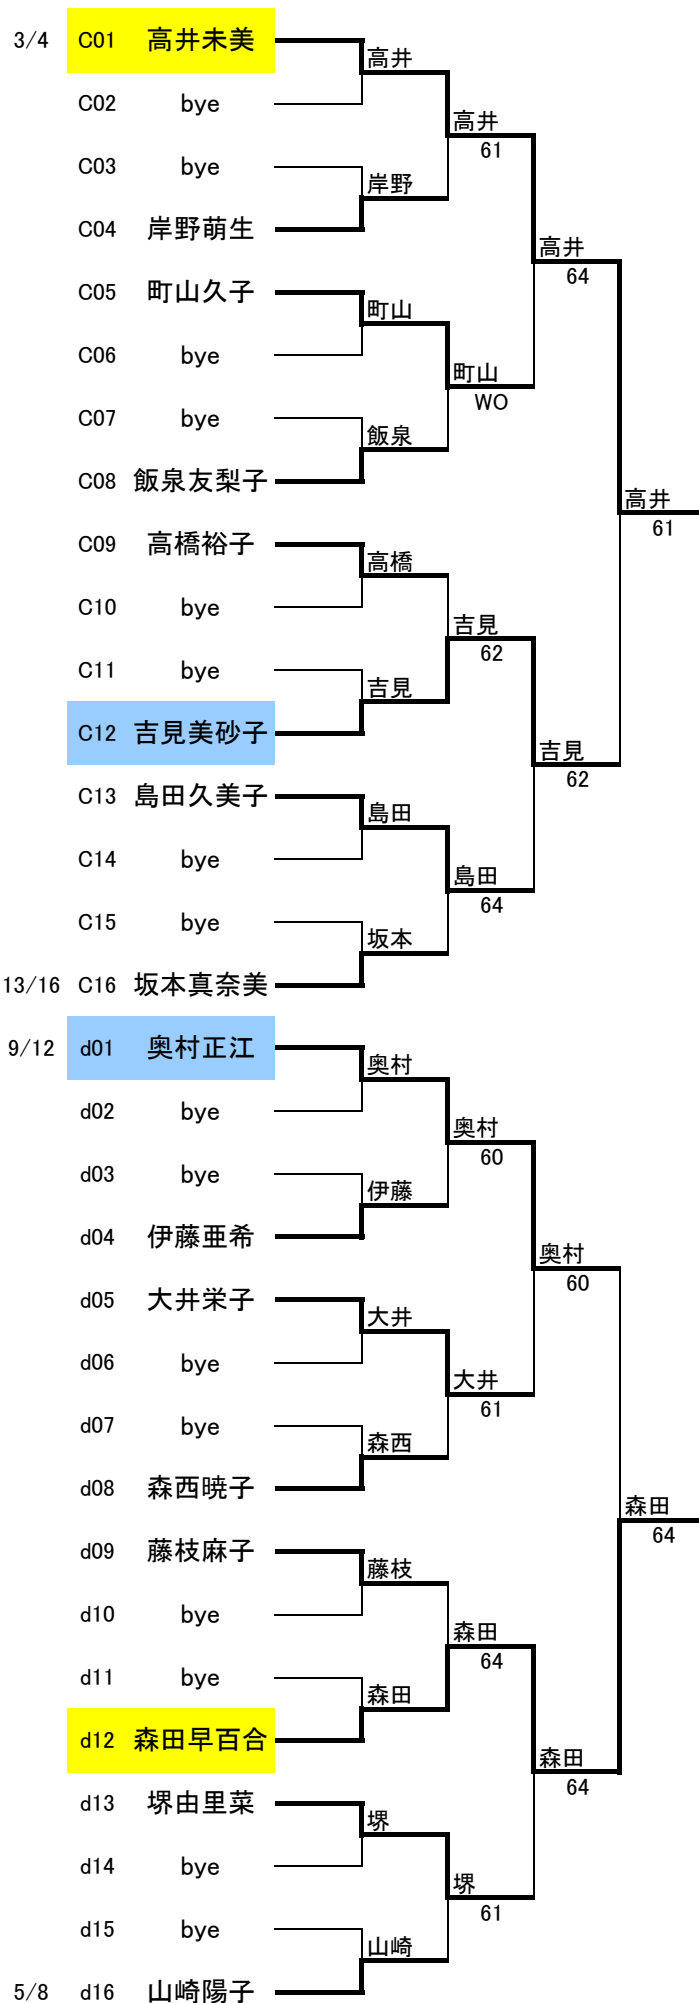 3/4 C01 高井未美
高井
C02 bye
高井
61
C03 bye
岸野
C04 岸野萌生
高井
64
C05 町山久子
町山
C06 bye
町山
WO
C07 bye
飯泉
C08 飯泉友梨子
高井
61
C09 高橋裕子
高橋
C10 bye
吉見
62
C11 bye
吉見
C12 吉見美砂子
吉見
62
C13 島田久美子
島田
C14 bye
島田
64
C15 bye
坂本
13/16 C16 坂本真奈美
9/12 d01 奥村正江
奥村
d02 bye
奥村
60
d03 bye
伊藤
d04 伊藤亜希
奥村
60
d05 大井栄子
大井
d06 bye
大井
61
d07 bye
森西
d08 森西暁子
森田
64
d09 藤枝麻子
藤枝
d10 bye
森田
64
d11 bye
森田
d12 森田早百合
森田
64
d13 堺由里菜
堺
d14 bye
堺
61
d15 bye
山崎
5/8 d16 山崎陽子